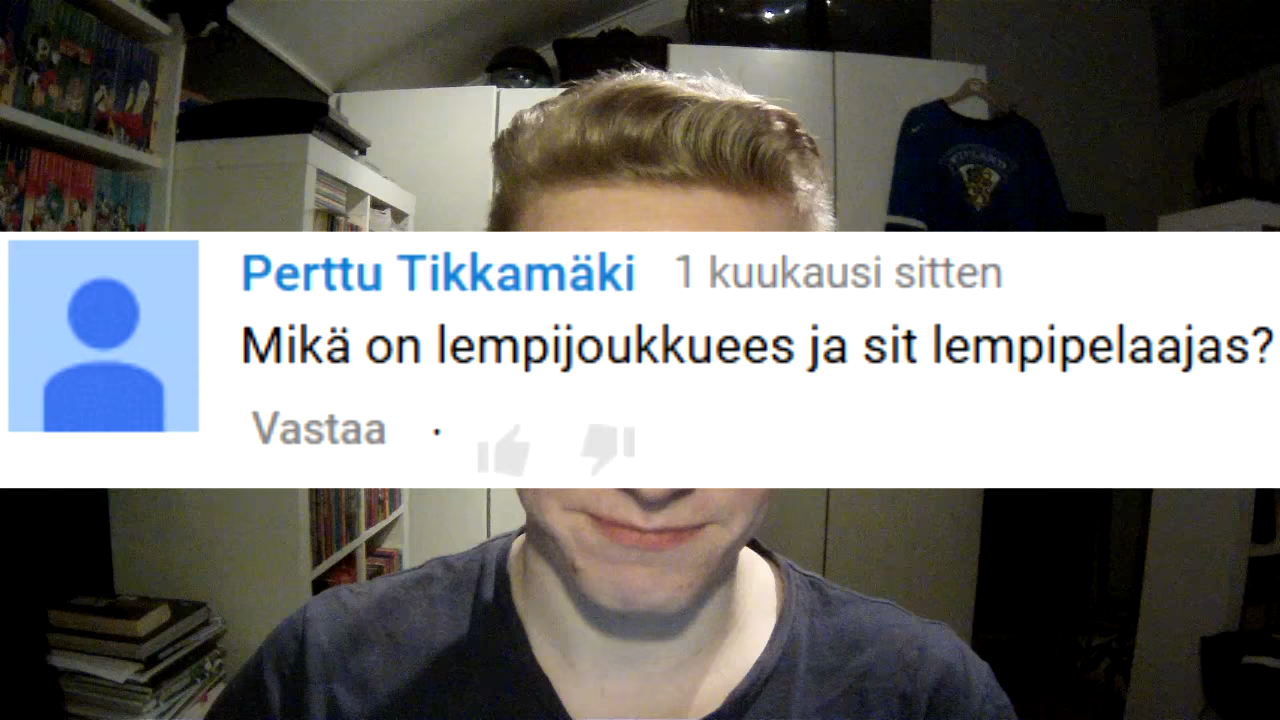 Perttu Tikkamäki 1 kuukausi sitten
Mikä on lempijoukkuees ja sit lempipelaajas?
Vastaa ·